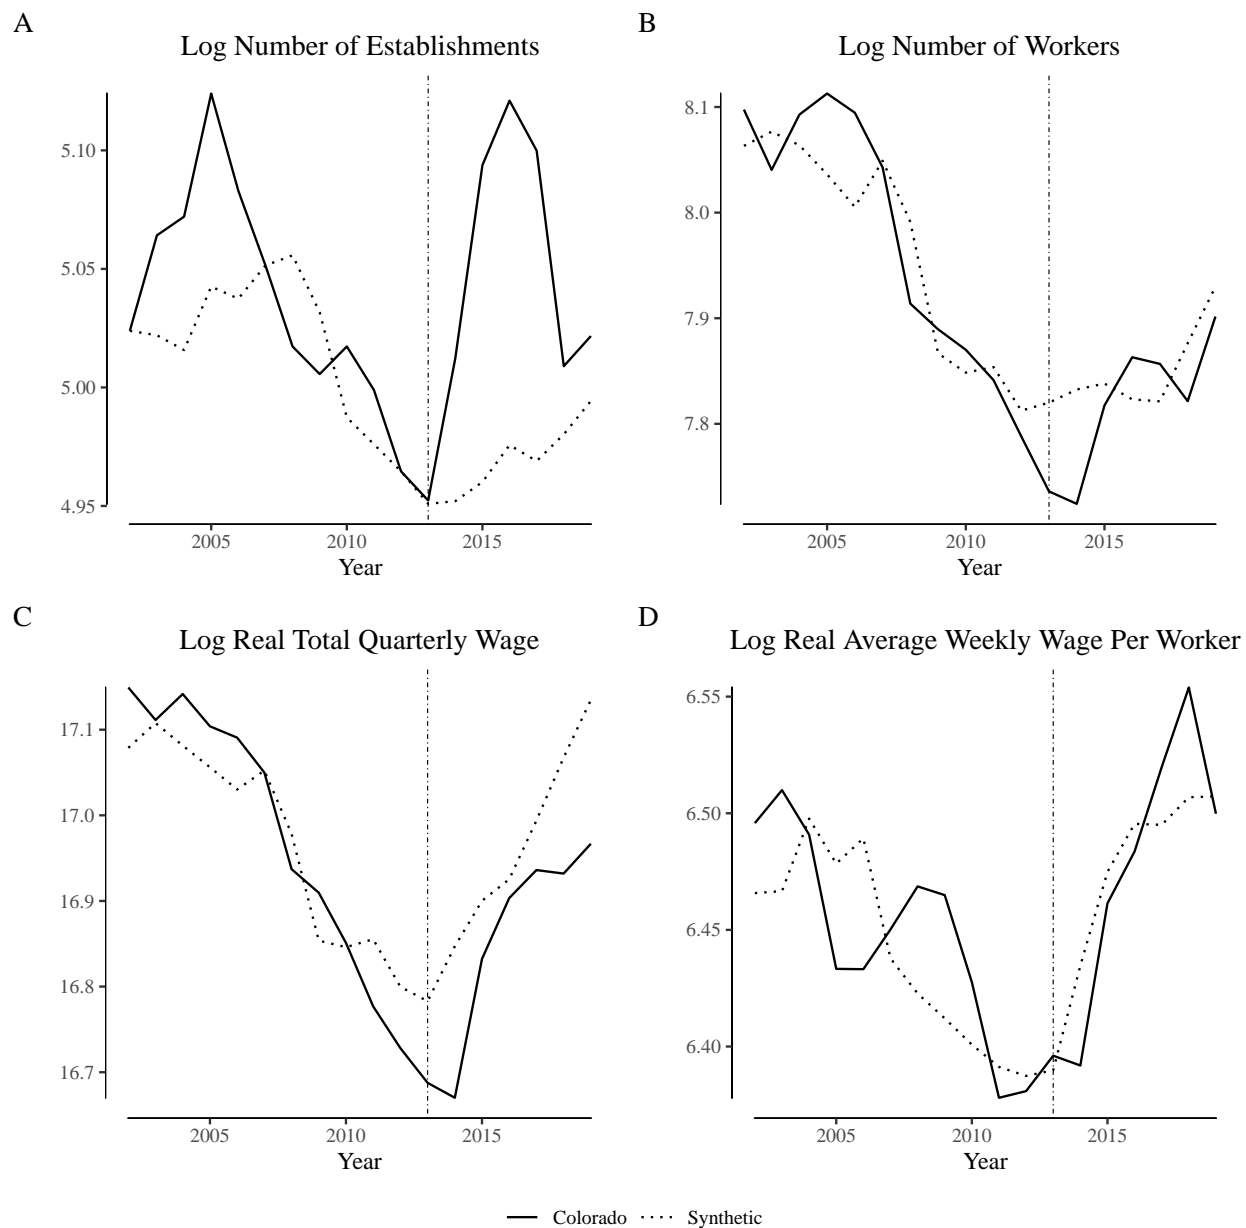 A
Log Number of Establishments
5.10
5.05
5.00
4.95
2005 2010 2015
Year
B
Log Number of Workers
8.1
8.0
7.9
7.8
2005 2010 2015
Year
C
Log Real Total Quarterly Wage
17.1
17.0
16.9
16.8
16.7
2005 2010 2015
Year
D
Log Real Average Weekly Wage Per Worker
6.55
6.50
6.45
6.40
2005 2010 2015
Year
Colorado Synthetic